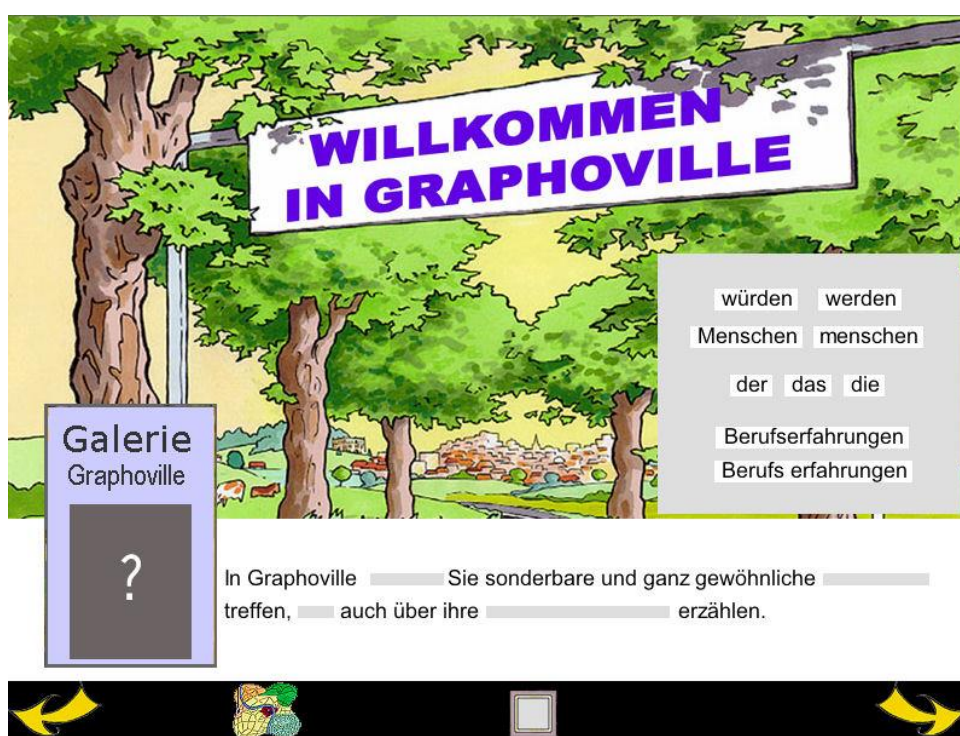 WILLKOMMEN
IN GRAPHOVILLE
würden werden
Menschen menschen
der das die
Berufserfahrungen
Berufs erfahrungen
Galerie
Graphoville
?
In Graphoville Sie sonderbare und ganz gewöhnliche
treffen, auch über ihre erzählen.